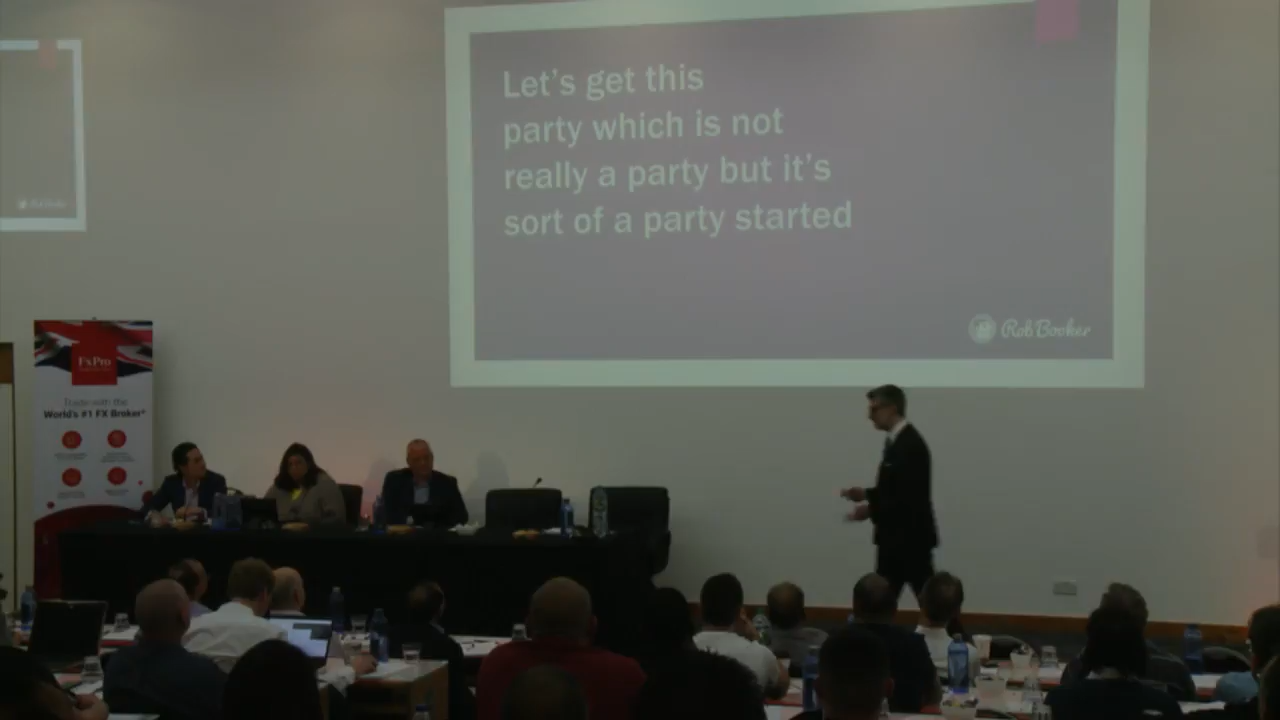 Let's get this
party which is not
really a party but it's
sort of a party started
Rob Booker
FxPro
Trade with the
World's #1 FX Broker*